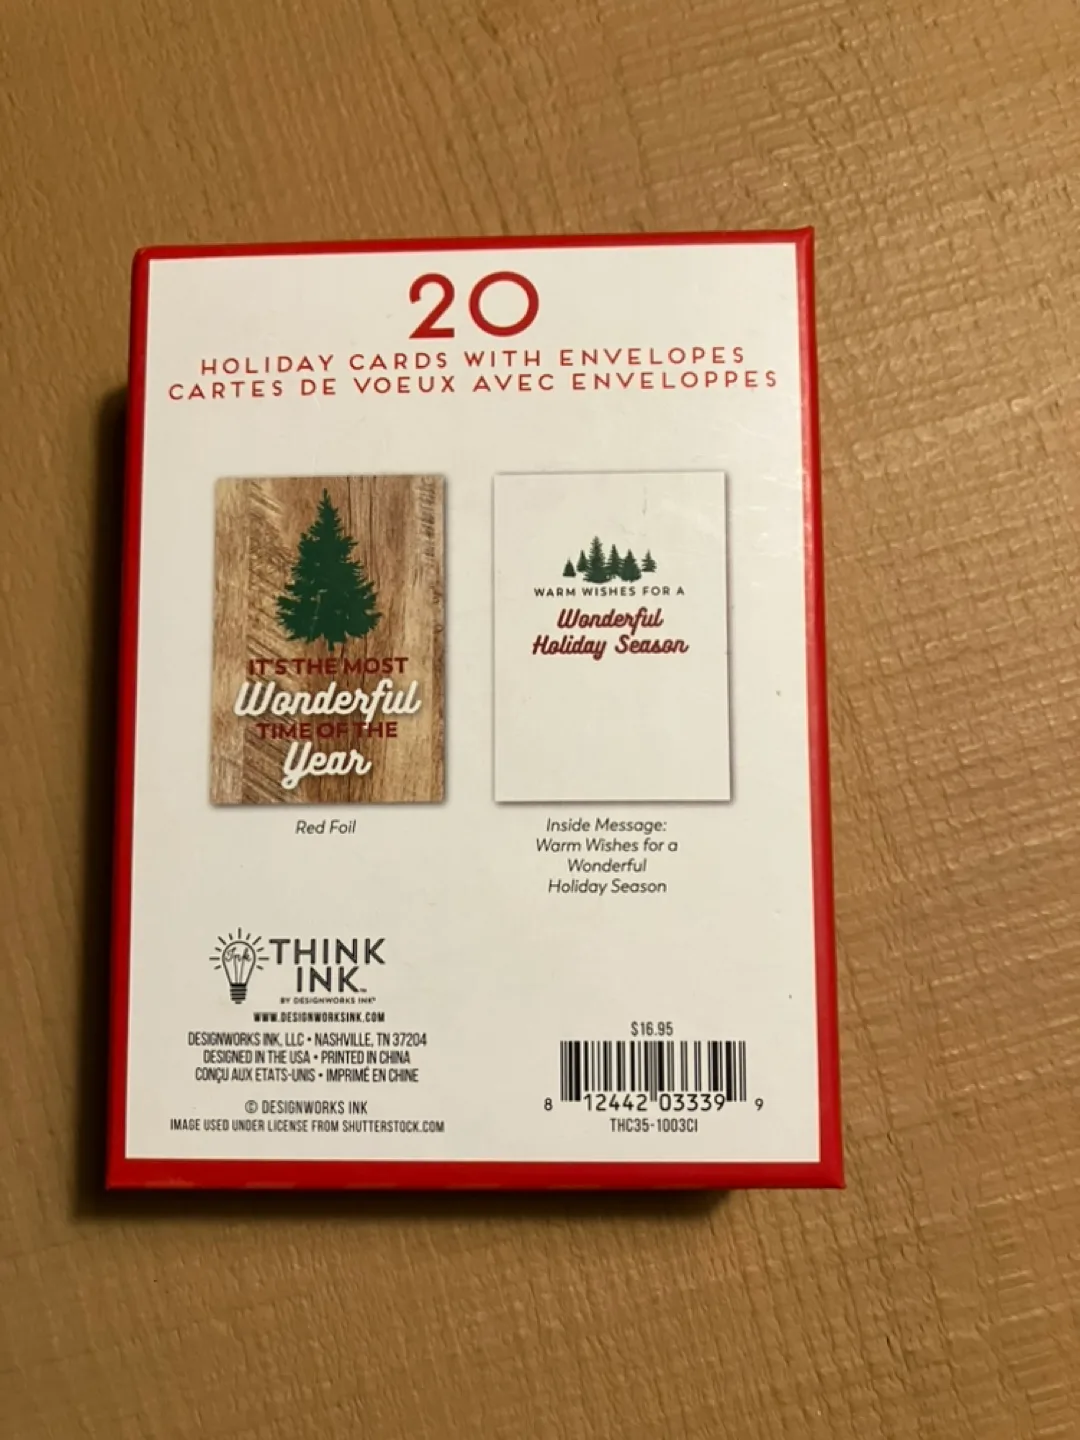 20
HOLIDAY CARDS WITH ENVELOPES
CARTES DE VOEUX AVEC ENVELOPPES
IT'S THE MOST
Wonderful
TIME OF THE
Year
Red Foil
WARM WISHES FOR A
Wonderful
Holiday Season
Inside Message:
Warm Wishes for a
Wonderful
Holiday Season
Ink
THINK
INK™
BY DESIGNWORKS INK®
WWW.DESIGNWORKSINK.COM
DESIGNWORKS INK, LLC • NASHVILLE, TN 37204
DESIGNED IN THE USA • PRINTED IN CHINA
CONÇU AUX ETATS-UNIS • IMPRIMÉ EN CHINE
© DESIGNWORKS INK
IMAGE USED UNDER LICENSE FROM SHUTTERSTOCK.COM
$16.95
8 12442 03339 9
THC35-1003CI